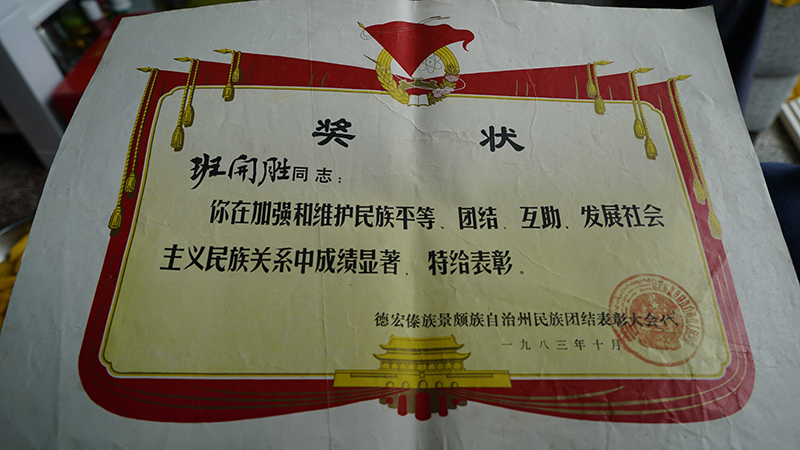 奖 状
班开胜同志：
你在加强和维护民族平等、团结、互助、发展社会
主义民族关系中成绩显著，特给表彰。
德宏傣族景颇族自治州民族团结表彰大会代
一九八三年十月